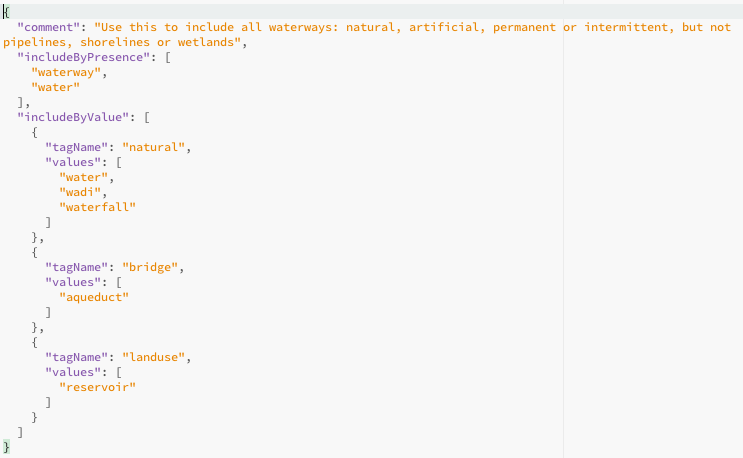 {
  "comment": "Use this to include all waterways: natural, artificial, permanent or intermittent, but not
pipelines, shorelines or wetlands",
  "includeByPresence": [
    "waterway",
    "water"
  ],
  "includeByValue": [
    {
      "tagName": "natural",
      "values": [
        "water",
        "wadi",
        "waterfall"
      ]
    },
    {
      "tagName": "bridge",
      "values": [
        "aqueduct"
      ]
    },
    {
      "tagName": "landuse",
      "values": [
        "reservoir"
      ]
    }
  ]
}